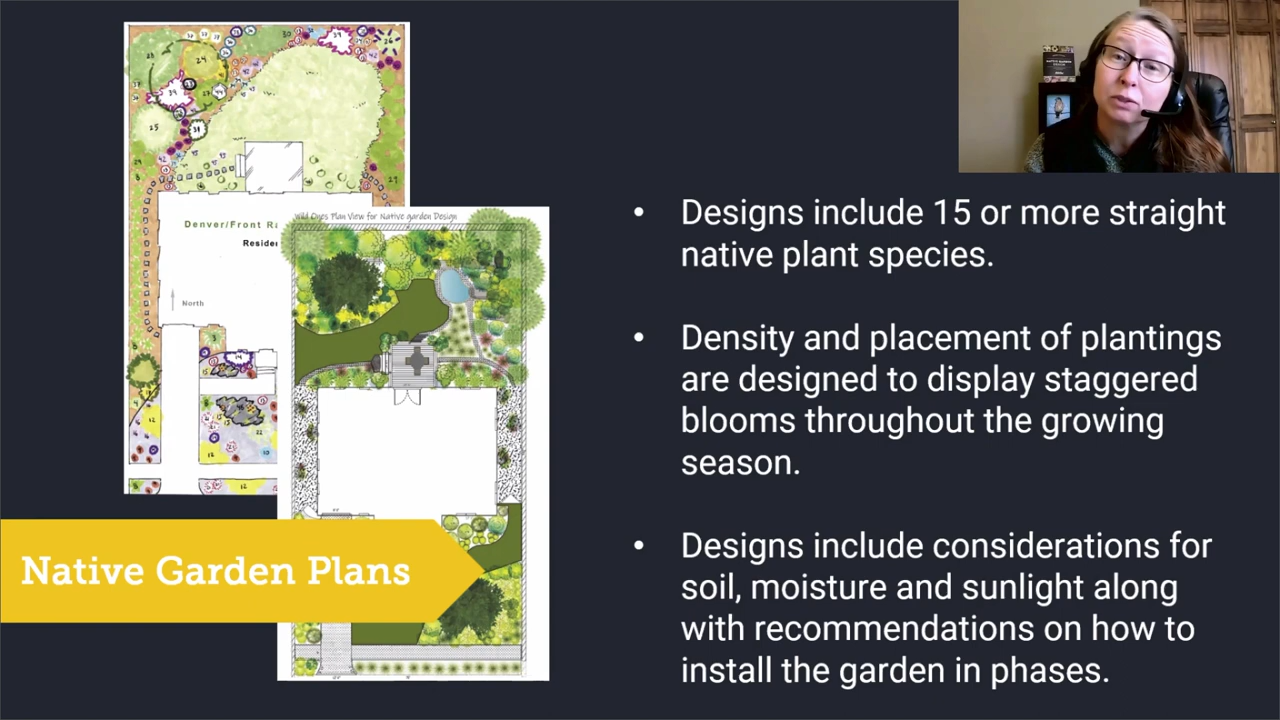 Denver/Front Ra
Reside
North
Wild Ones Plan View for Native garden Design
Native Garden Plans
• Designs include 15 or more straight
native plant species.
• Density and placement of plantings
are designed to display staggered
blooms throughout the growing
season.
• Designs include considerations for
soil, moisture and sunlight along
with recommendations on how to
install the garden in phases.